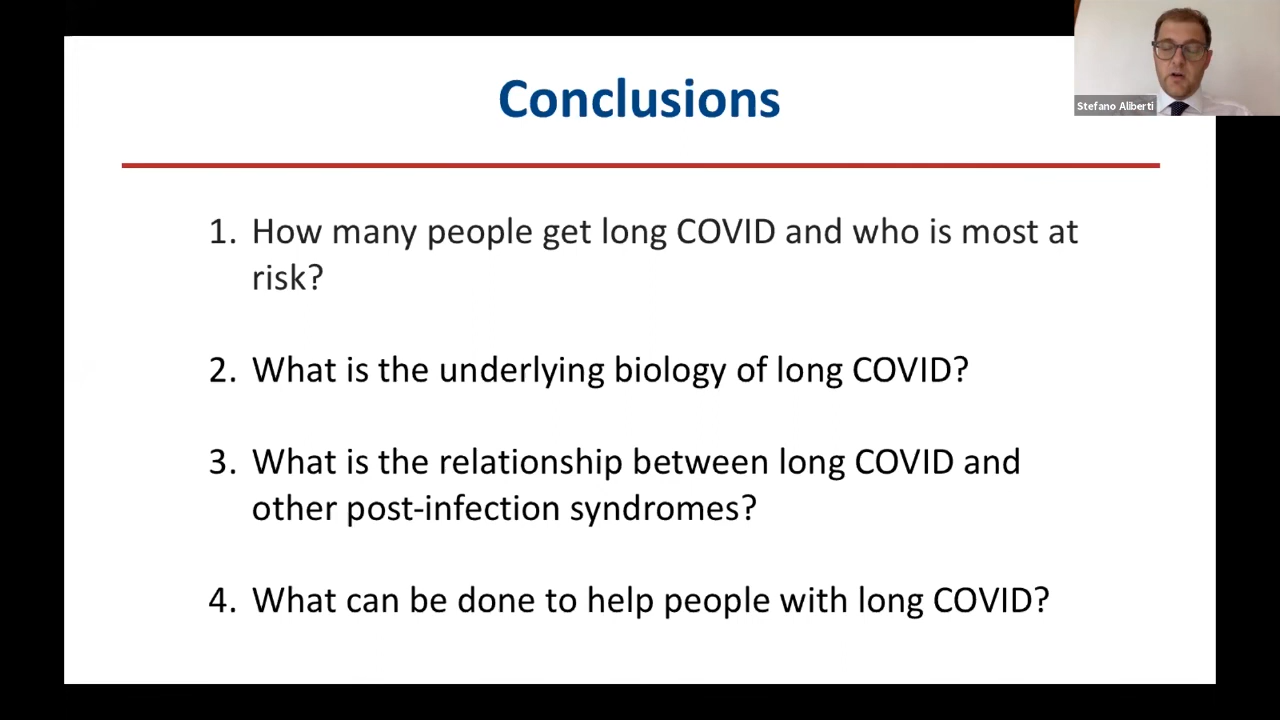 Conclusions
Stefano Aliberti
1. How many people get long COVID and who is most at
risk?
2. What is the underlying biology of long COVID?
3. What is the relationship between long COVID and
other post-infection syndromes?
4. What can be done to help people with long COVID?